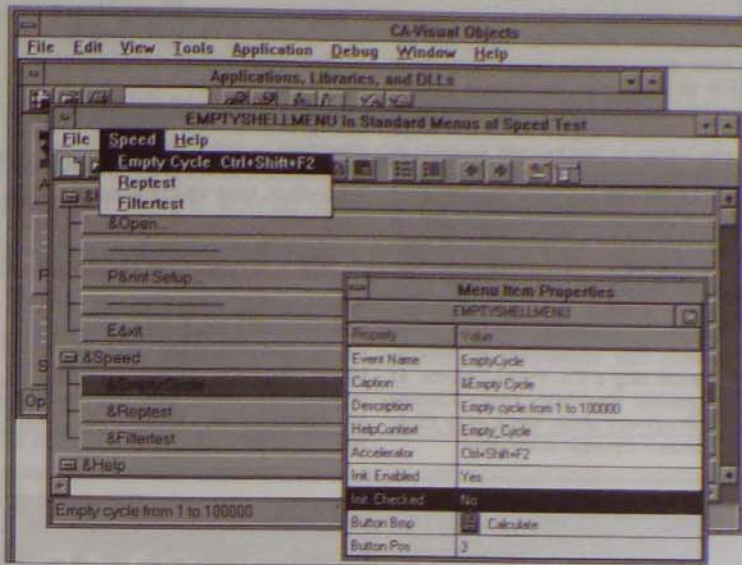 CA-Visual Objects
File Edit View Tools Application Debug Window Help
Applications, Libraries, and DLLs
EMPTYSHELLMENU in Standard Menus of Speed Test
File Speed Help
Empty Cycle Ctrl+Shift+F2
Reptest
Filtertest
&Open...
P&rint Setup...
E&xit
&Speed
&Empty Cycle
&Reptest
&Filtertest
&Help
Empty cycle from 1 to 100000
Menu Item Properties
EMPTYSHELLMENU
Property Value
Event Name EmptyCycle
Caption &Empty Cycle
Description Empty cycle from 1 to 100000
HelpContext Empty_Cycle
Accelerator Ctrl+Shift+F2
Init. Enabled Yes
Init. Checked No
Button Bmp Calculate
Button Pos 3